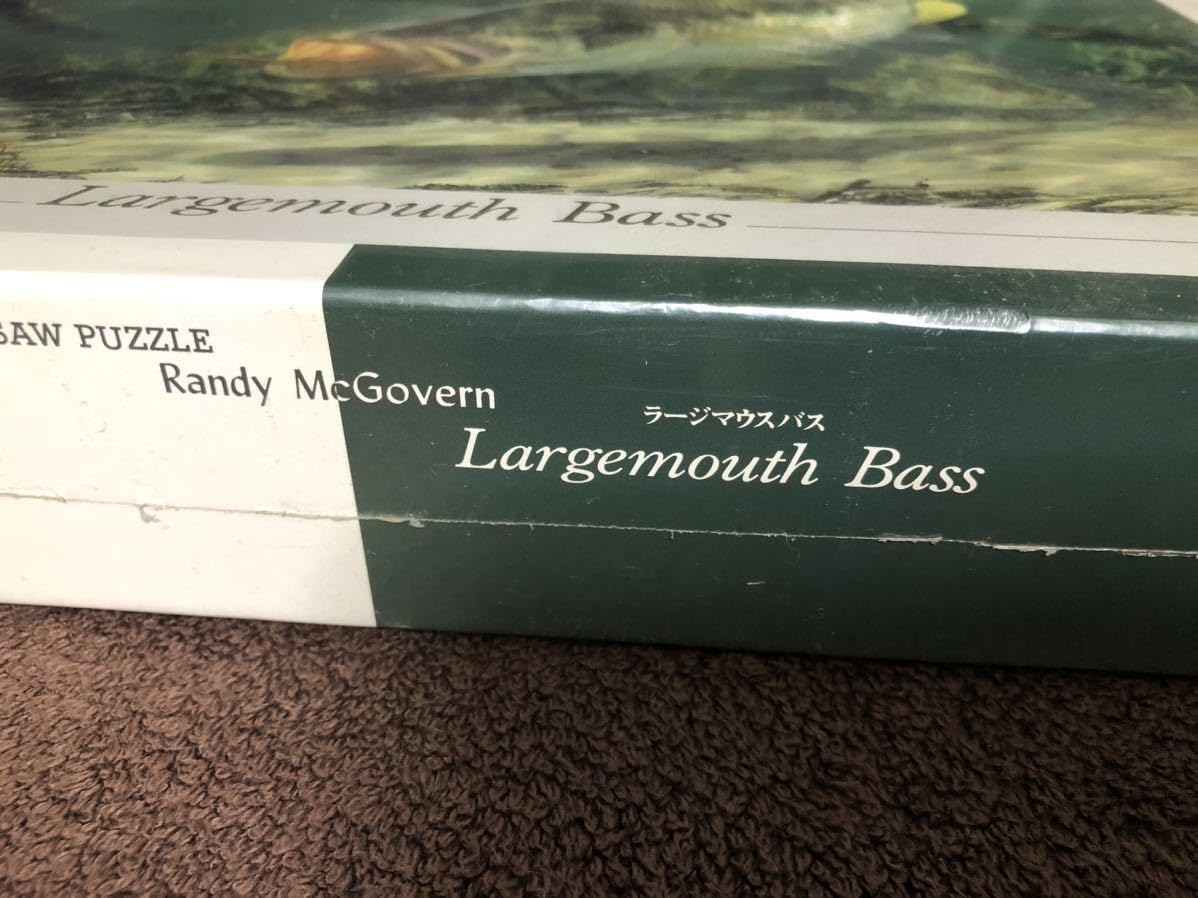 Largemouth Bass
SAW PUZZLE
Randy McGovern
ラージマウスバス
Largemouth Bass